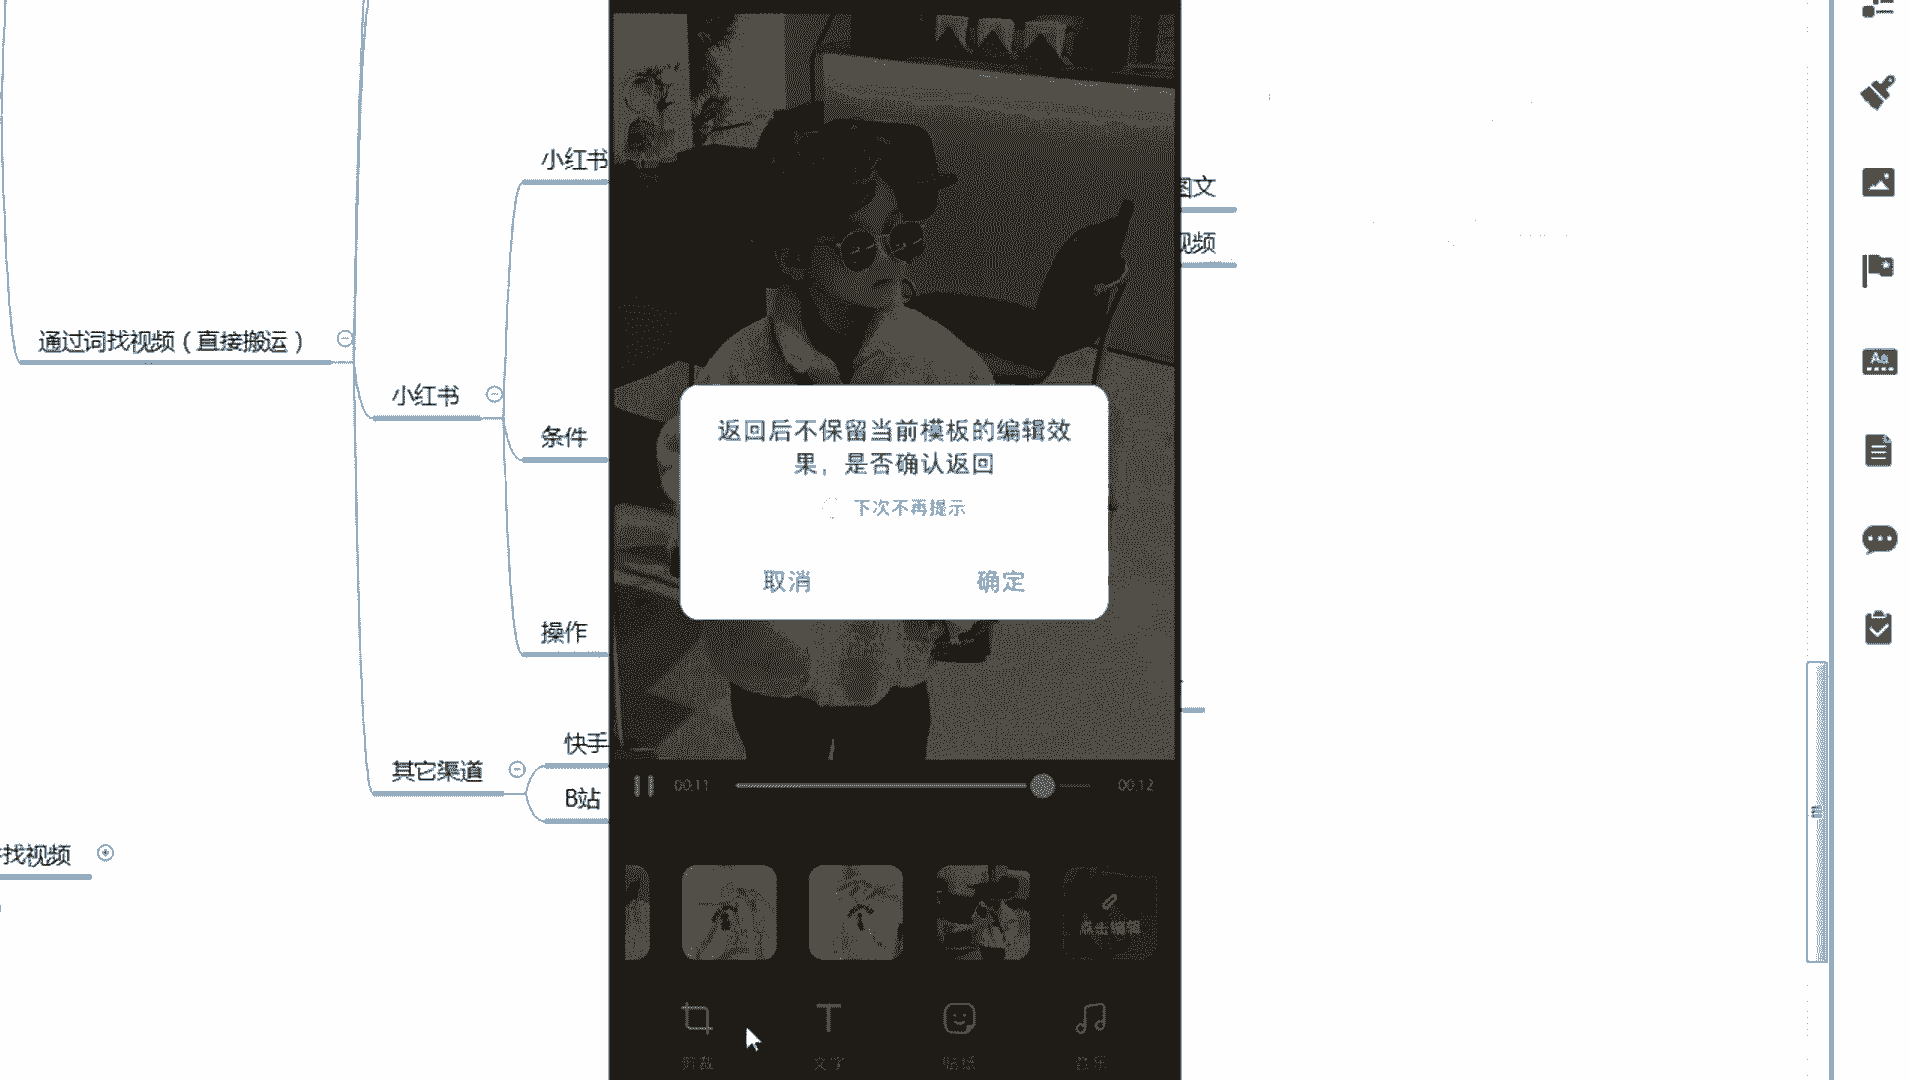 小红书
图文
视频
通过词找视频（直接搬运）
小红书
条件
返回后不保留当前模板的编辑效
果，是否确认返回
下次不再提示
取消
确定
操作
快手
其它渠道
B站
00:11
00:12
找视频
点击编辑
剪裁
文字
贴纸
音乐
Aa